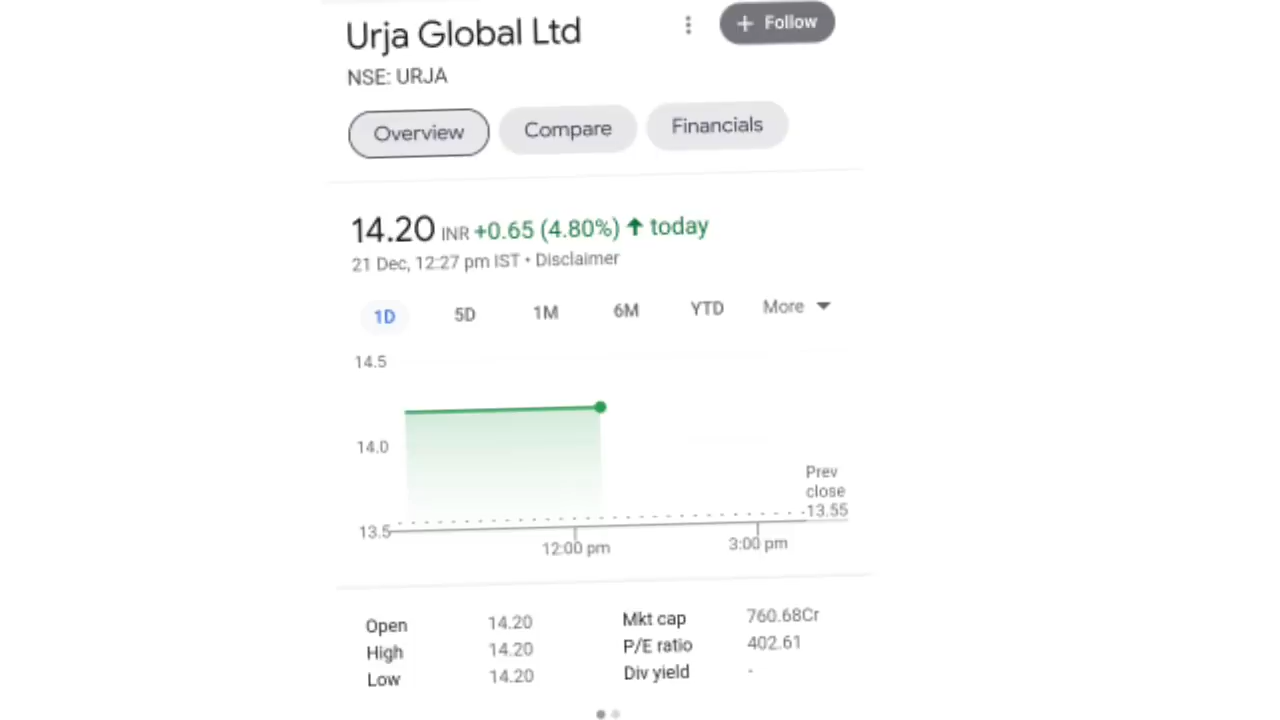 Urja Global Ltd
+ Follow
NSE: URJA
Overview Compare Financials
14.20 INR +0.65 (4.80%) ↑ today
21 Dec, 12:27 pm IST • Disclaimer
1D 5D 1M 6M YTD More
14.5
14.0
Prev
close
13.55
13.5
12:00 pm 3:00 pm
Open 14.20 Mkt cap 760.68Cr
High 14.20 P/E ratio 402.61
Low 14.20 Div yield -